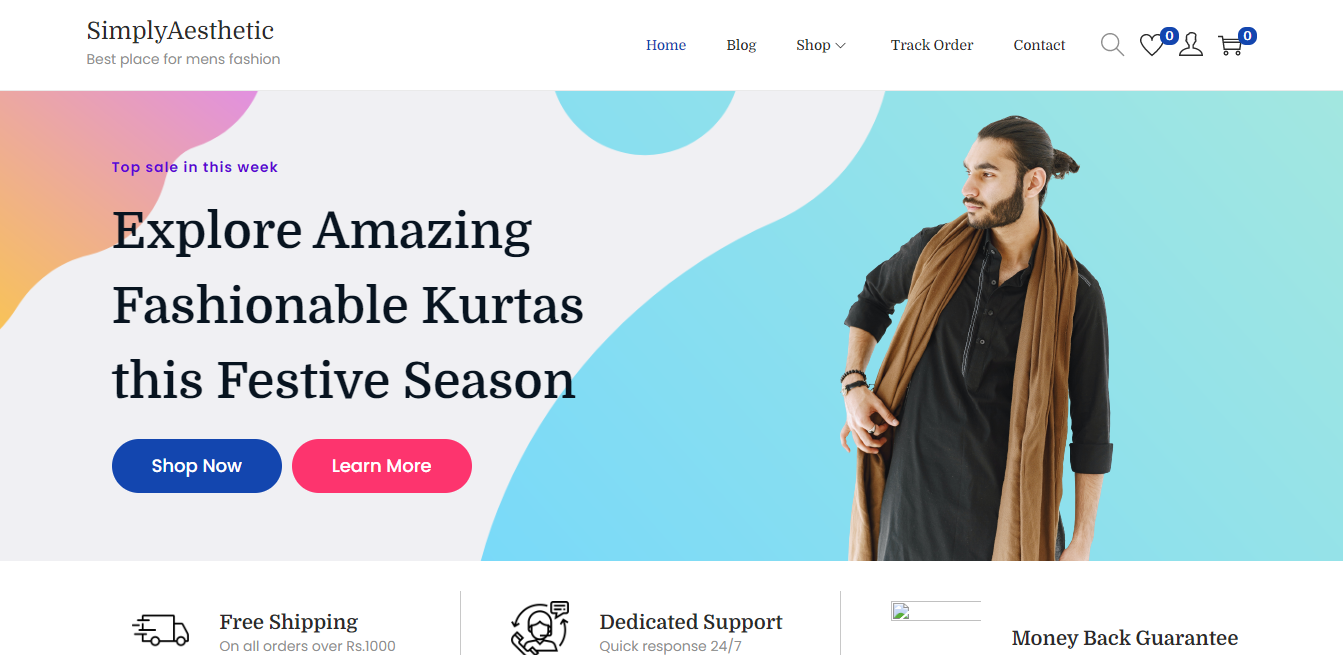 SimplyAesthetic
Best place for mens fashion
Home
Blog
Shop
Track Order
Contact
0
0
Top sale in this week
Explore Amazing
Fashionable Kurtas
this Festive Season
Shop Now
Learn More
Free Shipping
On all orders over Rs.1000
Dedicated Support
Quick response 24/7
Money Back Guarantee